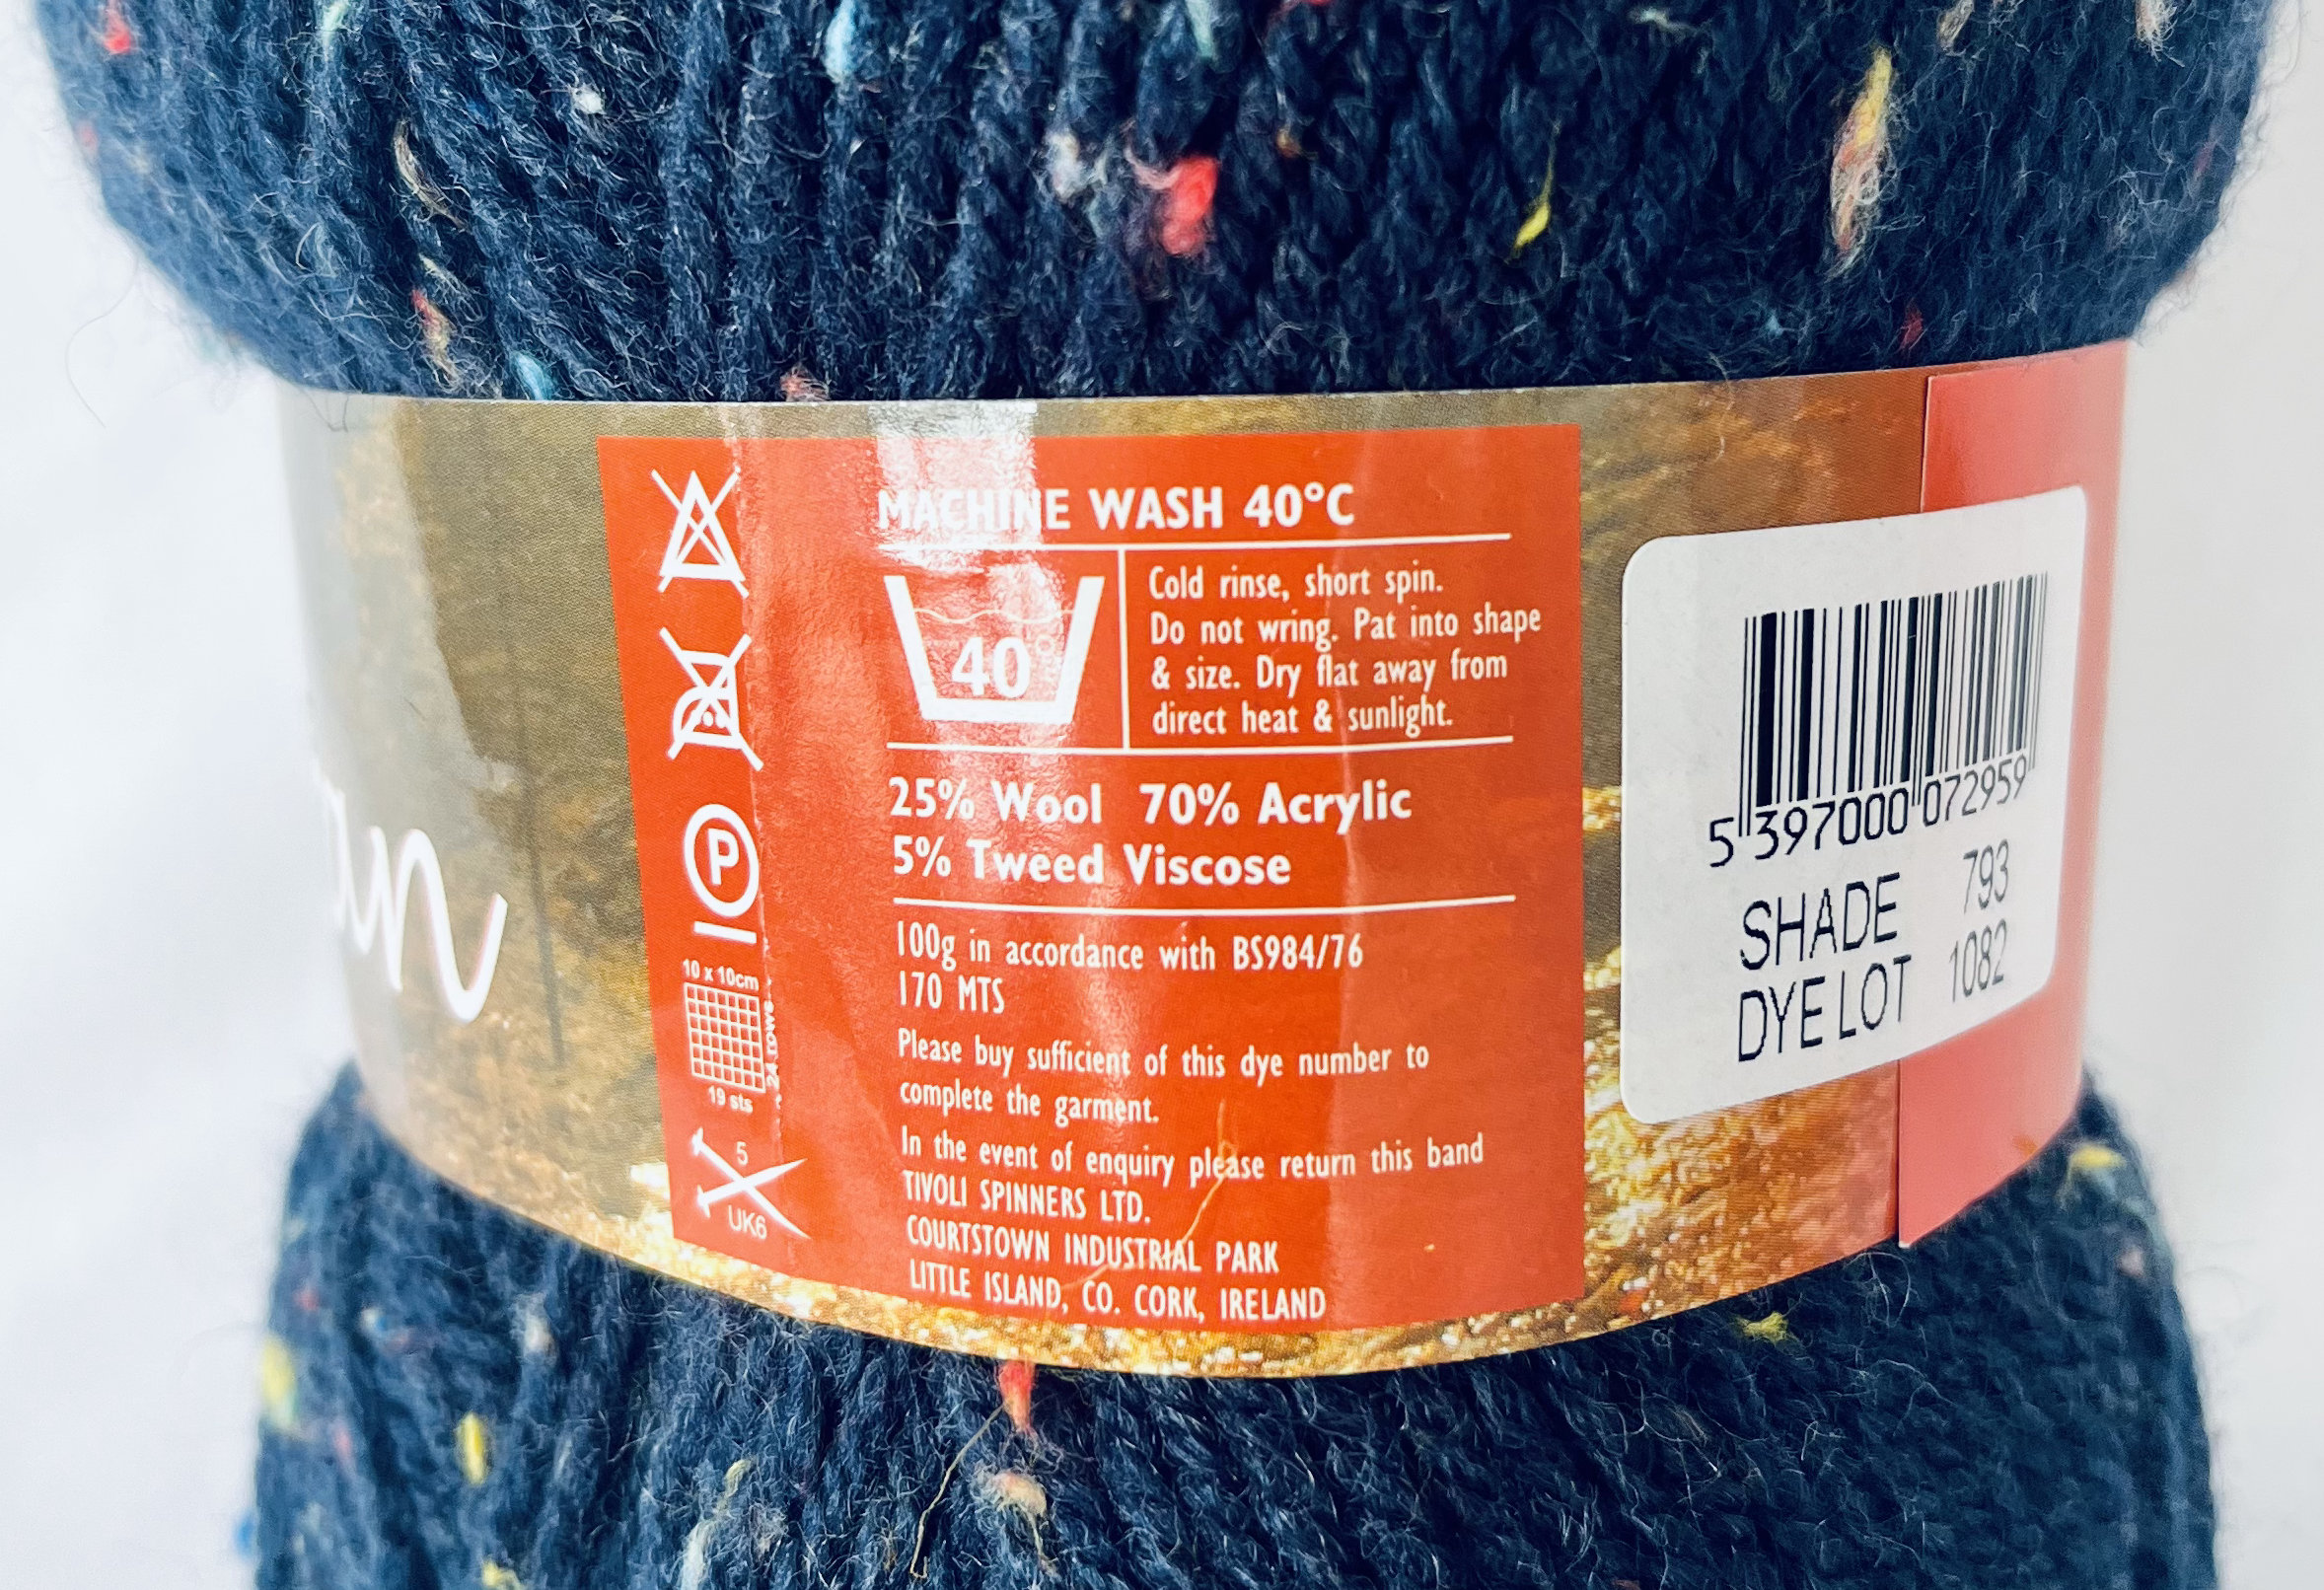 MACHINE WASH 40°C
40°
Cold rinse, short spin.
Do not wring. Pat into shape
& size. Dry flat away from
direct heat & sunlight.
25% Wool 70% Acrylic
5% Tweed Viscose
100g in accordance with BS984/76
170 MTS
Please buy sufficient of this dye number to
complete the garment.
In the event of enquiry please return this band
TIVOLI SPINNERS LTD.
COURTSTOWN INDUSTRIAL PARK
LITTLE ISLAND, CO. CORK, IRELAND
P
10 x 10cm
24 rows
19 sts
5
UK6
5 397000 072959
SHADE 793
DYE LOT 1082